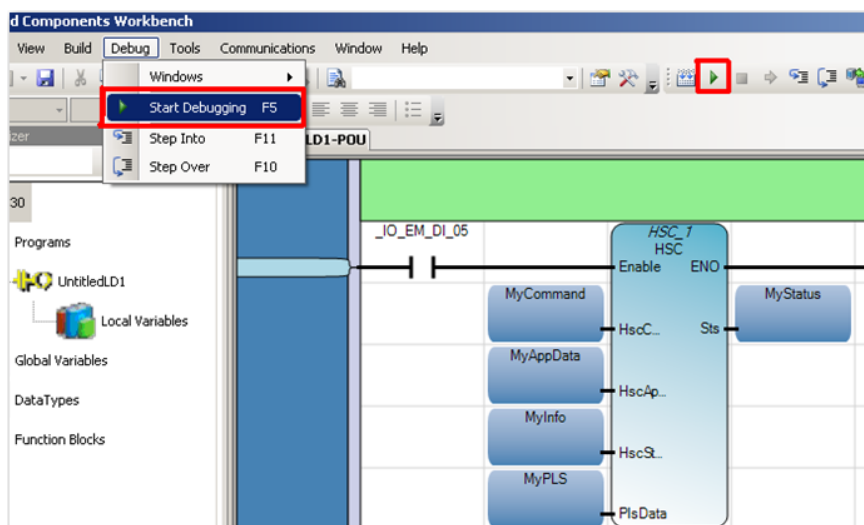 d Components Workbench
View Build Debug Tools Communications Window Help
Windows
Start Debugging F5
Step Into F11
Step Over F10
izer
LD1-POU
30
Programs
UntitledLD1
Local Variables
Global Variables
DataTypes
Function Blocks
_IO_EM_DI_05
HSC_1
HSC
Enable ENO
MyCommand
MyStatus
HscC... Sts
MyAppData
HscAp...
MyInfo
HscSt...
MyPLS
PlsData